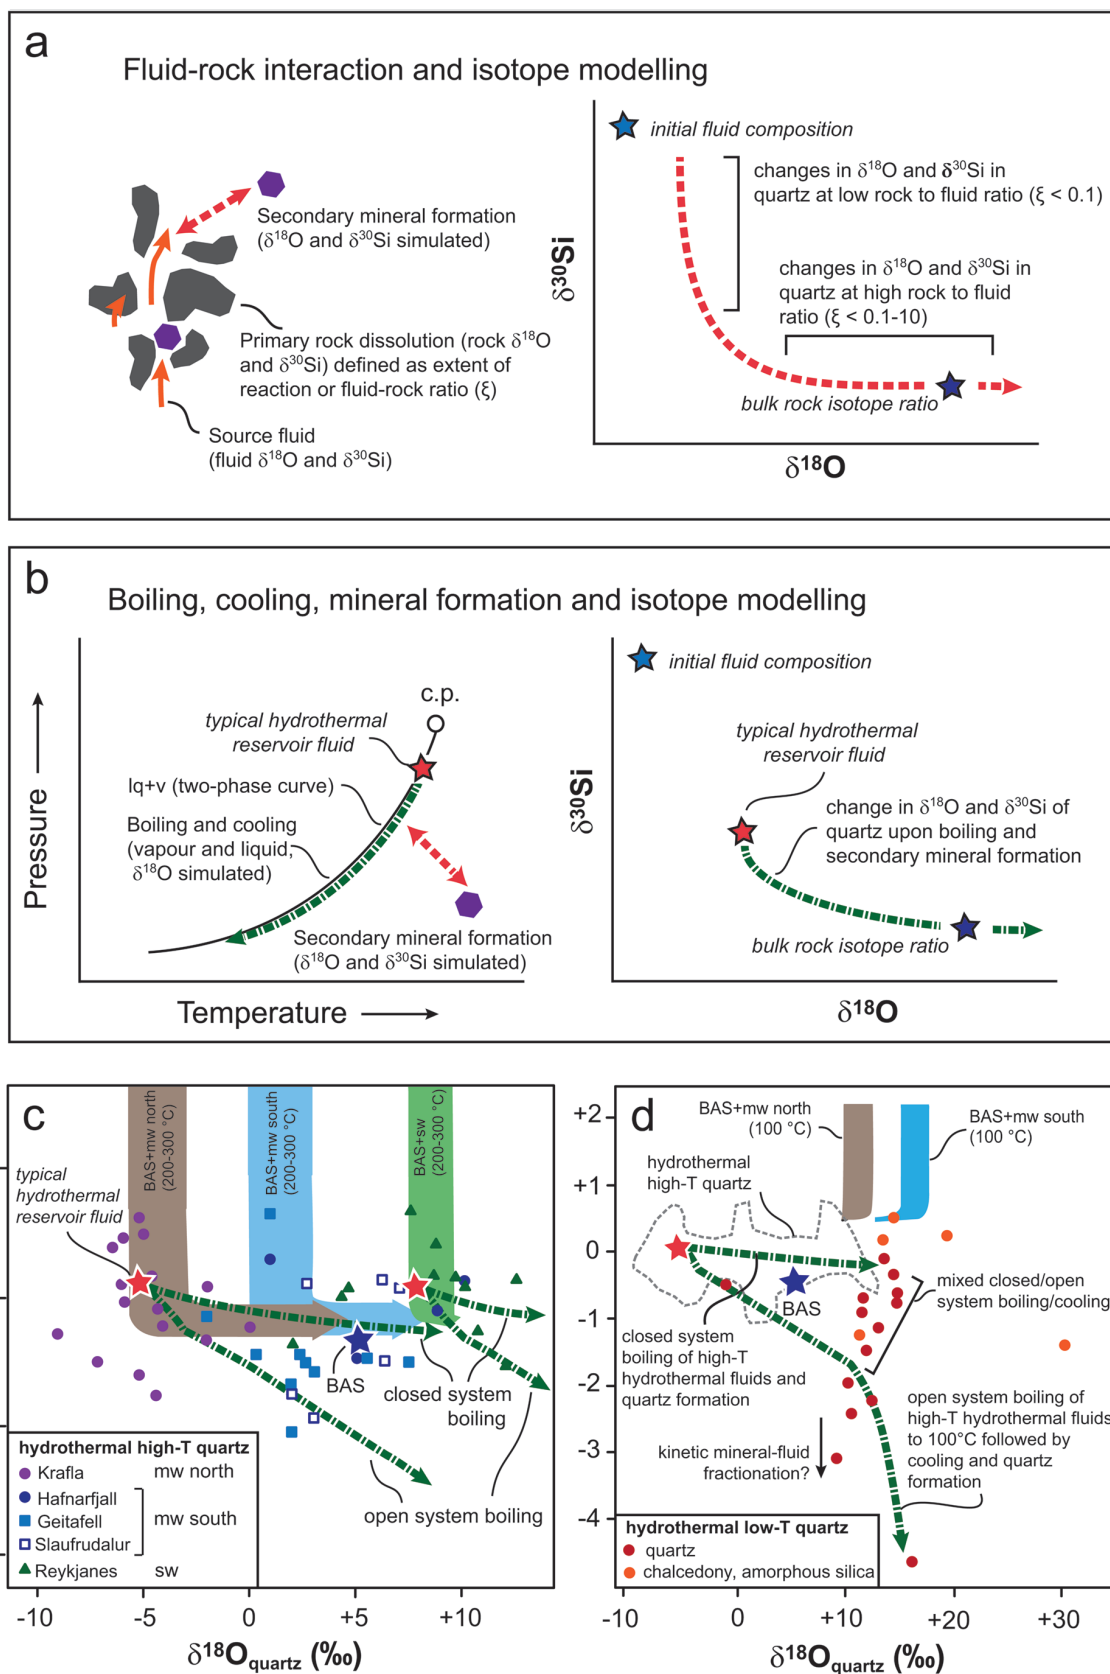 a
Fluid-rock interaction and isotope modelling
Secondary mineral formation
(δ18O and δ30Si simulated)
Primary rock dissolution (rock δ18O
and δ30Si) defined as extent of
reaction or fluid-rock ratio (ξ)
Source fluid
(fluid δ18O and δ30Si)
δ30Si
initial fluid composition
changes in δ18O and δ30Si in
quartz at low rock to fluid ratio (ξ < 0.1)
changes in δ18O and δ30Si in
quartz at high rock to fluid
ratio (ξ < 0.1-10)
bulk rock isotope ratio
δ18O
b
Boiling, cooling, mineral formation and isotope modelling
Pressure
c.p.
typical hydrothermal
reservoir fluid
lq+v (two-phase curve)
Boiling and cooling
(vapour and liquid,
δ18O simulated)
Secondary mineral formation
(δ18O and δ30Si simulated)
Temperature
δ30Si
initial fluid composition
typical hydrothermal
reservoir fluid
change in δ18O and δ30Si of
quartz upon boiling and
secondary mineral formation
bulk rock isotope ratio
δ18O
c
BAS+mw north
(200-300 °C)
BAS+mw south
(200-300 °C)
BAS+sw
(200-300 °C)
typical
hydrothermal
reservoir fluid
BAS
closed system
boiling
open system boiling
hydrothermal high-T quartz
Krafla
mw north
Hafnarfjall
Geitafell
mw south
Slaufrudalur
Reykjanes
sw
-10
-5
0
+5
+10
δ18Oquartz (‰)
d
+2
+1
0
-1
-2
-3
-4
BAS+mw north
(100 °C)
BAS+mw south
(100 °C)
hydrothermal
high-T quartz
BAS
mixed closed/open
system boiling/cooling
closed system
boiling of high-T
hydrothermal fluids and
quartz formation
open system boiling of
high-T hydrothermal fluids
to 100°C followed by
cooling and quartz
formation
kinetic mineral-fluid
fractionation?
hydrothermal low-T quartz
quartz
chalcedony, amorphous silica
-10
0
+10
+20
+30
δ18Oquartz (‰)